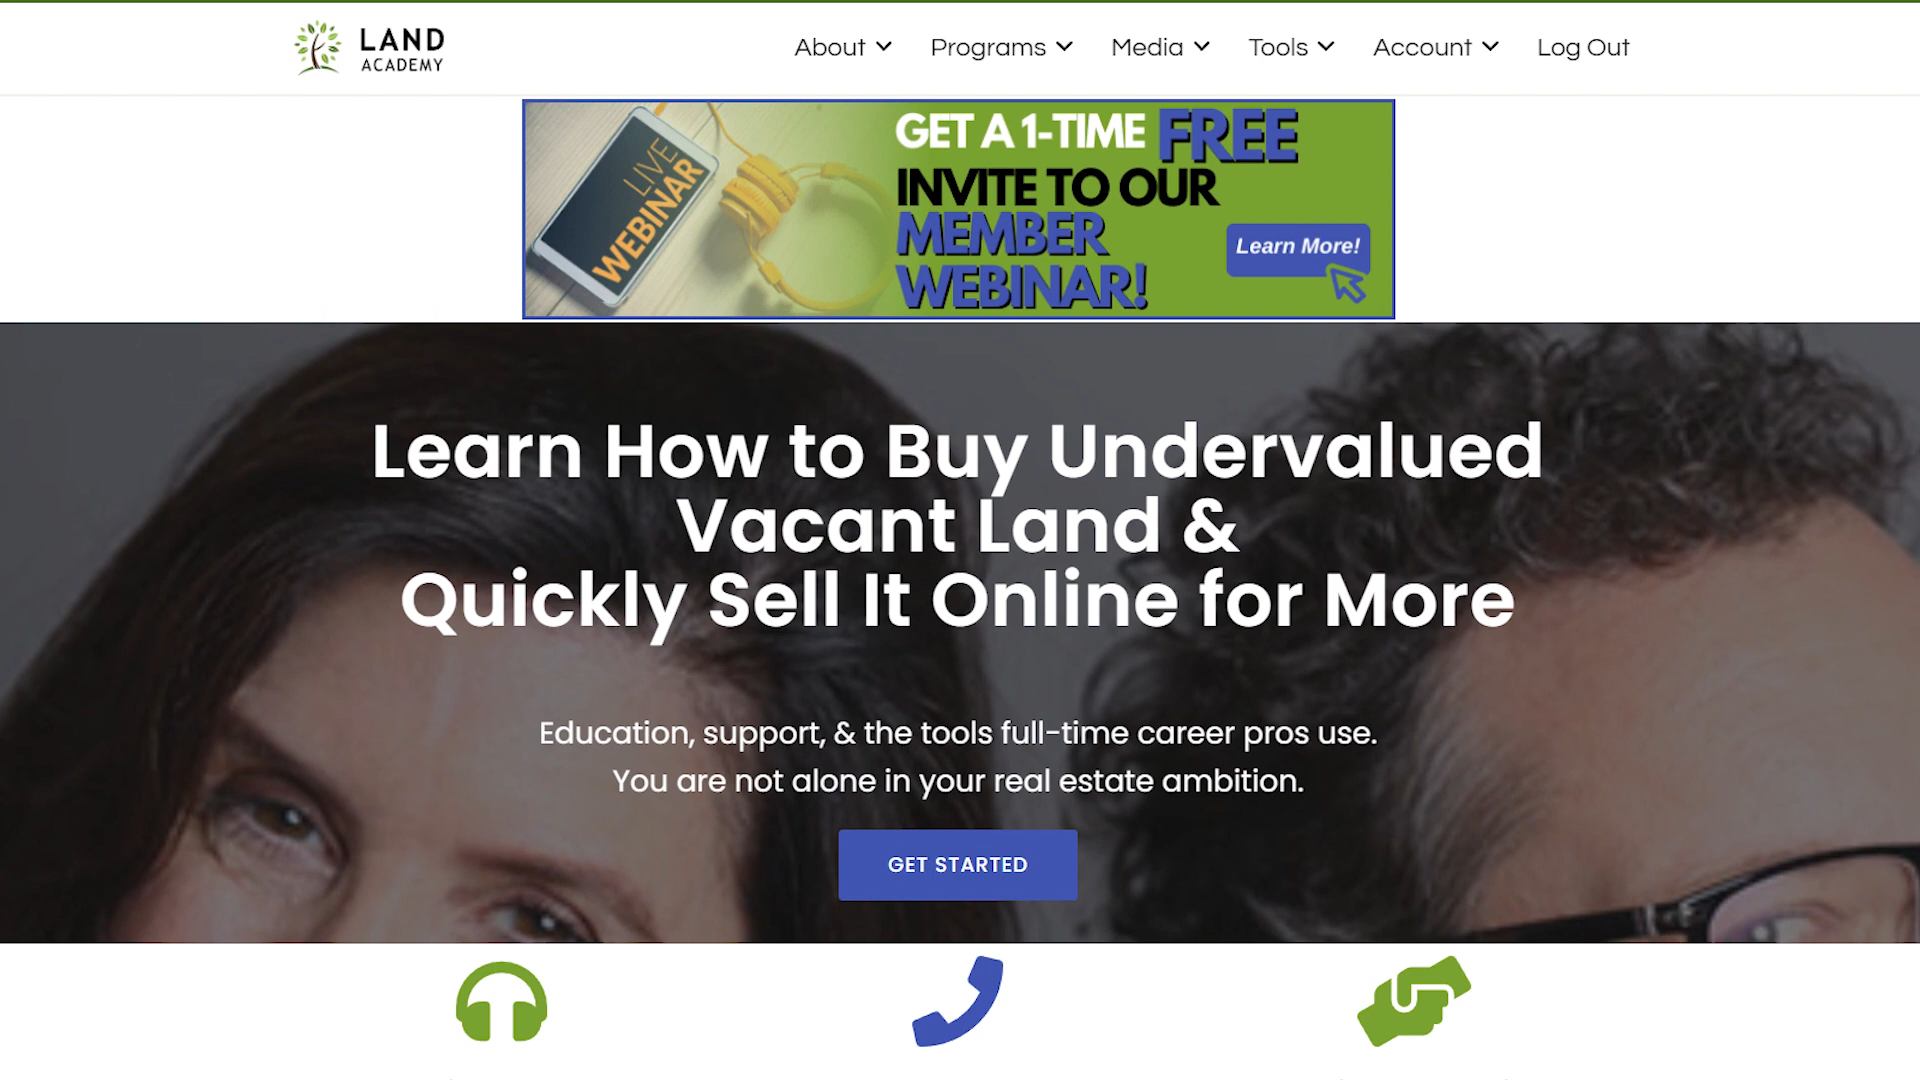 LAND
ACADEMY
About
Programs
Media
Tools
Account
Log Out
LIVE
WEBINAR
GET A 1-TIME FREE
INVITE TO OUR
MEMBER
WEBINAR!
Learn More!
Learn How to Buy Undervalued
Vacant Land &
Quickly Sell It Online for More
Education, support, & the tools full-time career pros use.
You are not alone in your real estate ambition.
GET STARTED